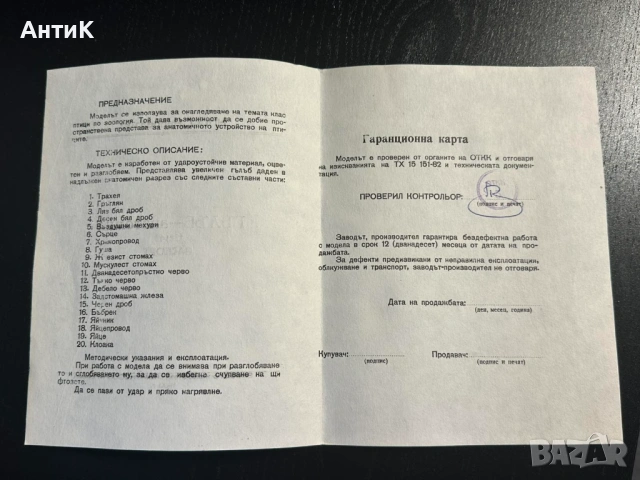 АнтиК
ПРЕДНАЗНАЧЕНИЕ
Моделът се използува за онагледяване на темата клас
птици по зоология. Той дава възможност да се добие про-
странствена представа за анатомичното устройство на пти-
ците.
ТЕХНИЧЕСКО ОПИСАНИЕ:
Моделът е изработен от удароустойчив материал, оцве-
тен и разглобяем. Представлява увеличен гълъб даден в
надлъжен анатомичен разрез със следните съставни части:
1. Трахея
2. Гръглян
3. Ляв бял дроб
4. Десен бял дроб
5. Въздушни мехури
6. Сърце
7. Хранопровод
8. Гуша
9. Жлезист стомах
10. Мускулест стомах
11. Дванадесетопръстно черво
12. Тънко черво
13. Дебело черво
14. Задстомашна жлеза
15. Черен дроб
16. Бъбрек
17. Яйчник
18. Яйцепровод
19. Яйце
20. Клоака
Методически указания и експлоатация.
При работа с модела да се внимава при разглобяване
то и сглобяването му, за да се избегне счупване на щи
фтовете.
Да се пази от удар и пряко нагряване.
Гаранционна карта
Моделът е проверен от органите на ОТКК и отговаря
на изискванията на ТХ 15 151-82 и техническата докумен-
тация.
ПРОВЕРИЛ КОНТРОЛЬОР:
(подпис и печат)
Заводът, производител гарантира бездефектна работа
с модела в срок 12 (дванадесет) месеца от датата на про-
дажбата.
За дефекти предизвикани от неправилна експлоатация,
обслужване и транспорт, заводът-производител не отговаря.
Дата на продажбата:
(ден, месец, година)
Купувач:
Продавач:
(подпис)
(подпис и печат)
BAZAR